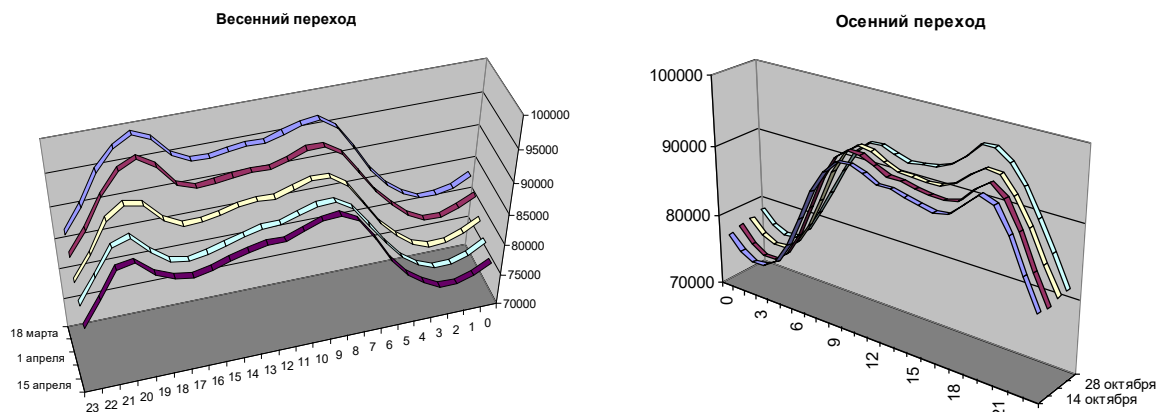 Весенний переход
100000
95000
90000
85000
80000
75000
70000
18 марта
1 апреля
15 апреля
23 22 21 20 19 18 17 16 15 14 13 12 11 10 9 8 7 6 5 4 3 2 1 0
Осенний переход
100000
90000
80000
70000
0
3
6
9
12
15
18
21
28 октября
14 октября